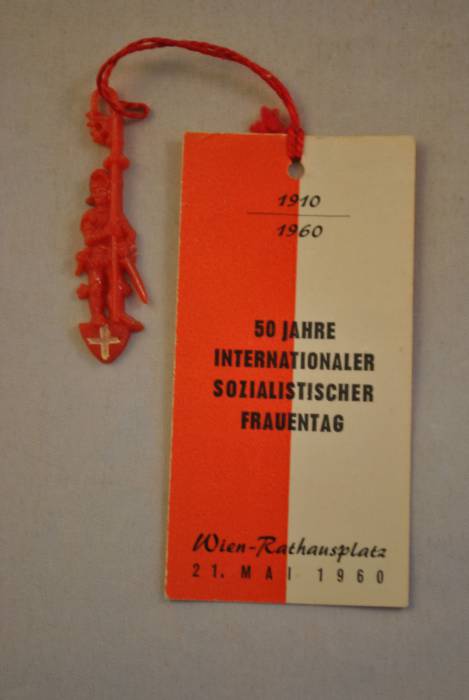 1910
1960
50 JAHRE
INTERNATIONALER
SOZIALISTISCHER
FRAUENTAG
Wien-Rathausplatz
21. MAI 1960